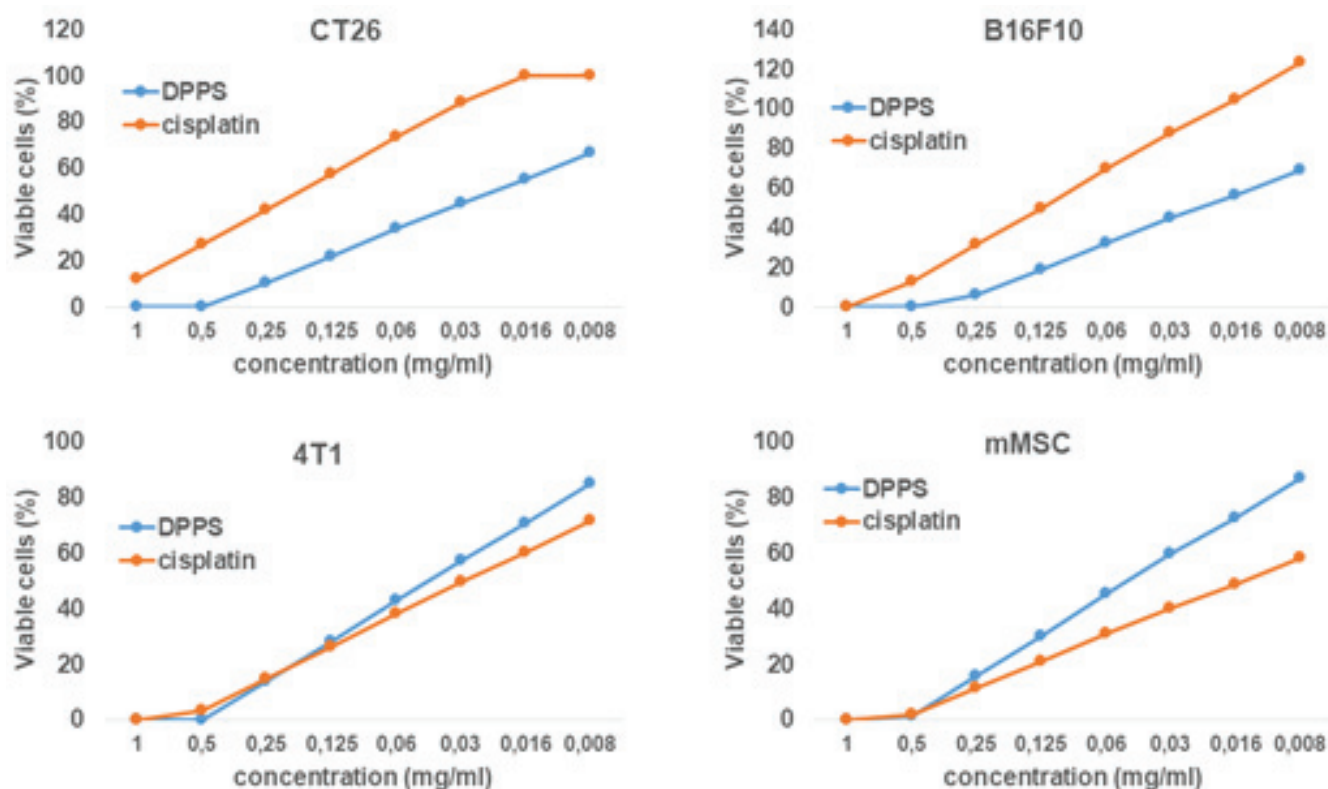 CT26
120
100
80
60
40
20
0
Viable cells (%)
DPPS
cisplatin
1 0,5 0,25 0,125 0,06 0,03 0,016 0,008
concentration (mg/ml)
B16F10
140
120
100
80
60
40
20
0
Viable cells (%)
DPPS
cisplatin
1 0,5 0,25 0,125 0,06 0,03 0,016 0,008
concentration (mg/ml)
4T1
100
80
60
40
20
0
Viable cells (%)
DPPS
cisplatin
1 0,5 0,25 0,125 0,06 0,03 0,016 0,008
concentration (mg/ml)
mMSC
100
80
60
40
20
0
Viable cells (%)
DPPS
cisplatin
1 0,5 0,25 0,125 0,06 0,03 0,016 0,008
concentration (mg/ml)